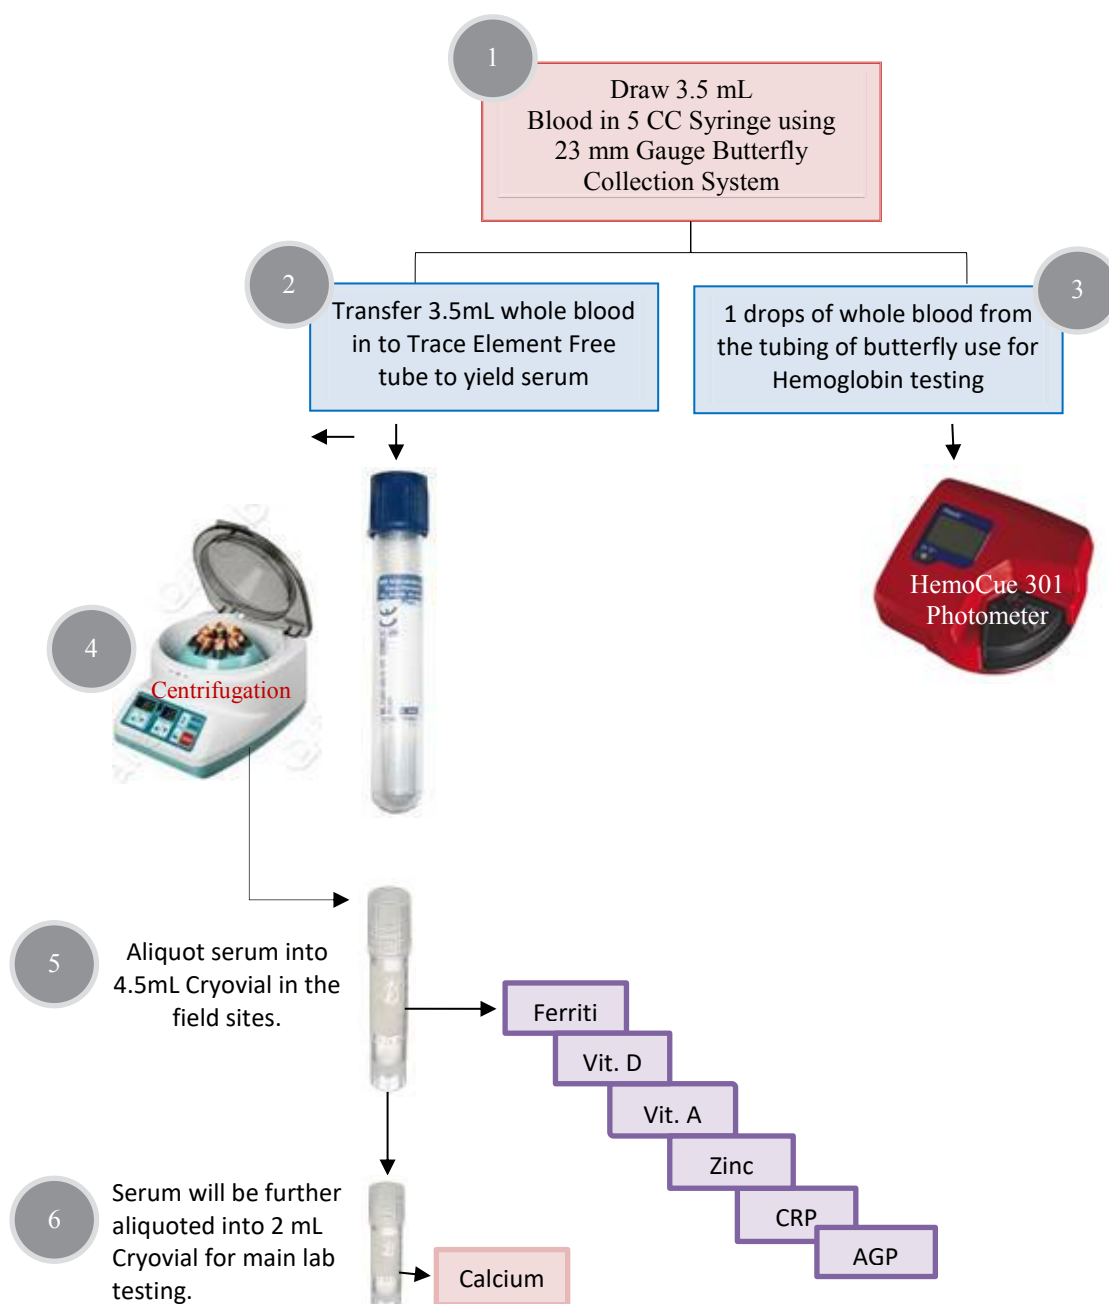 1
Draw 3.5 mL
Blood in 5 CC Syringe using
23 mm Gauge Butterfly
Collection System
2
Transfer 3.5mL whole blood
in to Trace Element Free
tube to yield serum
3
1 drops of whole blood from
the tubing of butterfly use for
Hemoglobin testing
HemoCue 301
Photometer
4
Centrifugation
5
Aliquot serum into
4.5mL Cryovial in the
field sites.
Ferriti
Vit. D
Vit. A
Zinc
CRP
AGP
6
Serum will be further
aliquoted into 2 mL
Cryovial for main lab
testing.
Calcium